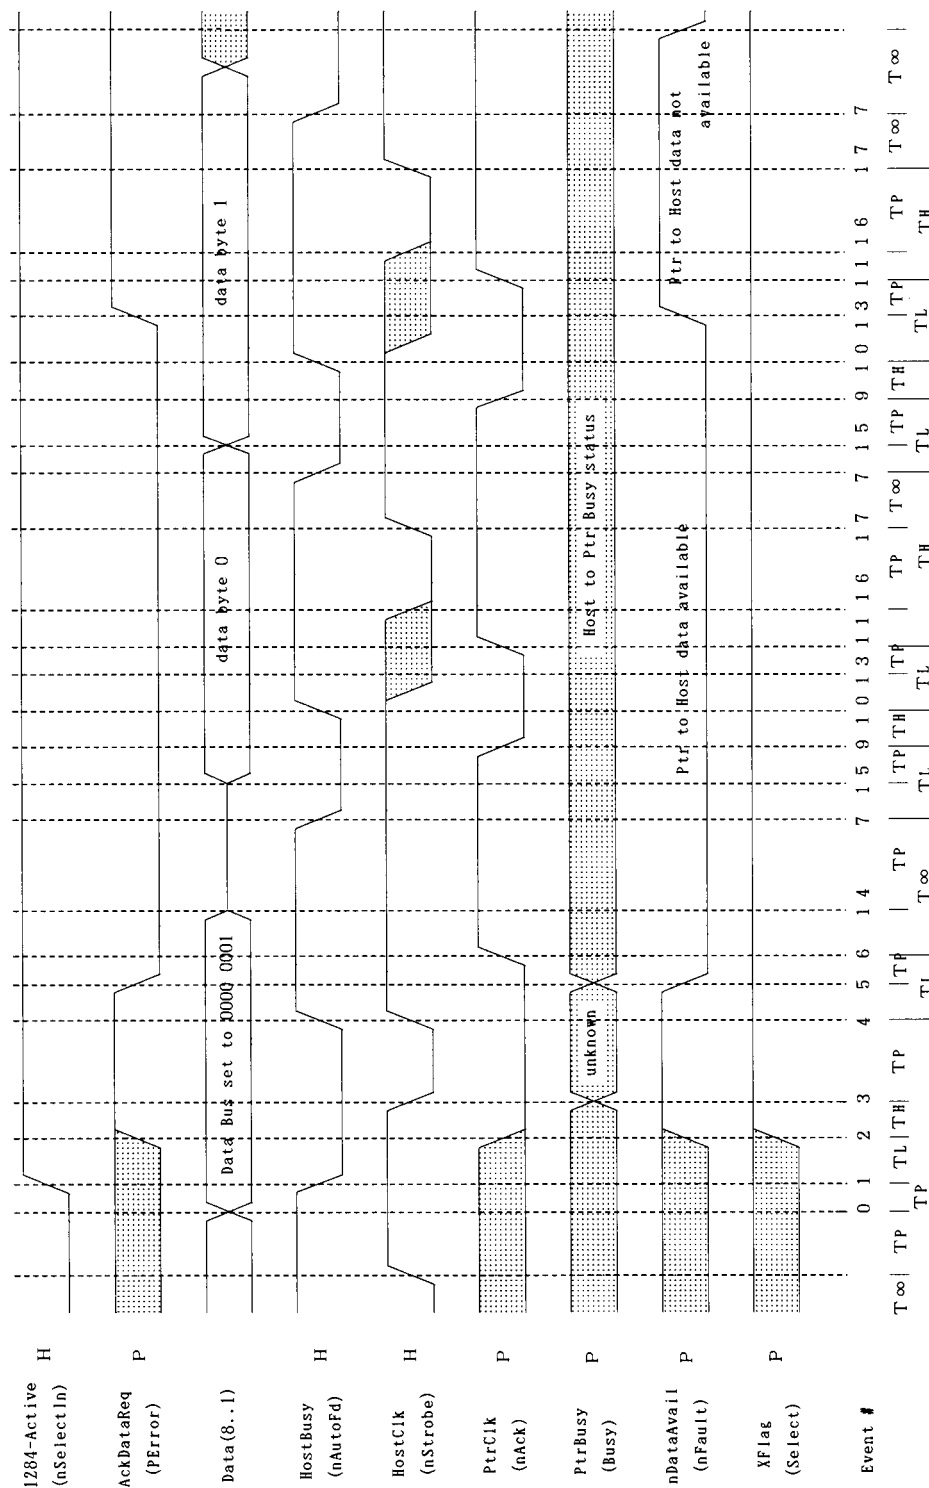 1284-Active H
(nSelectIn)
AckDataReq P
(PError)
Data(8..1) Data Bus set to 0000 0001 data byte 0 data byte 1
HostBusy H
(nAutoFd)
HostClk H
(nStrobe)
PtrClk P
(nAck)
PtrBusy P unknown Host to Ptr Busy status
(Busy)
nDataAvail P Ptr to Host data available Ptr to Host data not
(nFault) available
XFlag P
(Select)
Event # 0 1 2 3 4 5 6 14 7 15 9 10 13 11 16 17 7 15 9 10 13 11 16 17 7
T∞ TP TL TH TP TP TP TP TH TP TP T∞ TP TH TP TP T∞ T∞
TP TL T∞ TL TL TH TL TL TH